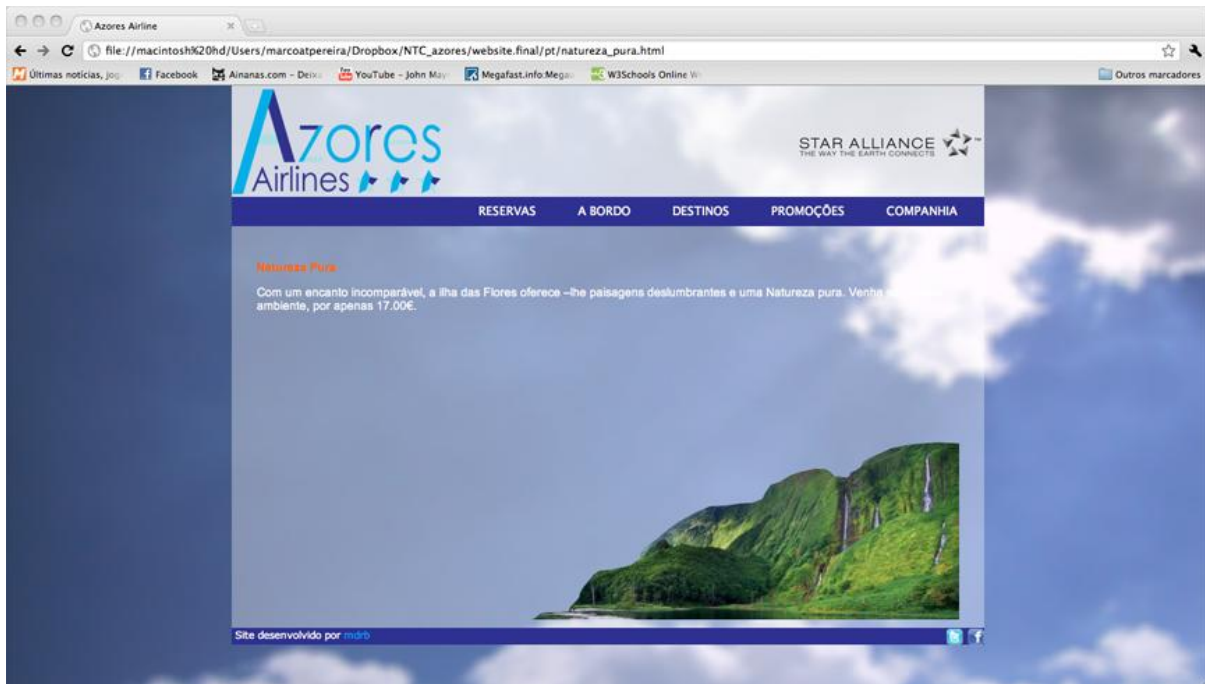 Azores Airline
file://macintosh%20hd/Users/marcoatpereira/Dropbox/NTC_azores/website.final/pt/natureza_pura.html
Últimas notícias, jog Facebook Ainanas.com – Deixa YouTube – John May Megafast.info:Mega W3Schools Online W Outros marcadores
Azores
Airlines
STAR ALLIANCE
THE WAY THE EARTH CONNECTS
RESERVAS A BORDO DESTINOS PROMOÇÕES COMPANHIA
Natureza Pura
Com um encanto incomparável, a ilha das Flores oferece –lhe paisagens deslumbrantes e uma Natureza pura. Venha
ambiente, por apenas 17.00€.
Site desenvolvido por mdrb